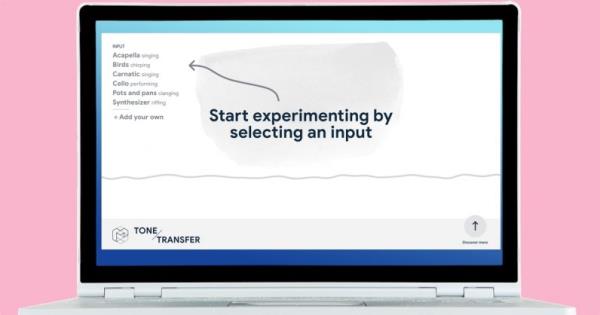 INPUT
Acapella singing
Birds chirping
Carnatic singing
Cello performing
Pots and pans clanging
Synthesizer riffing
+ Add your own
Start experimenting by
selecting an input
TONE
TRANSFER
Discover more